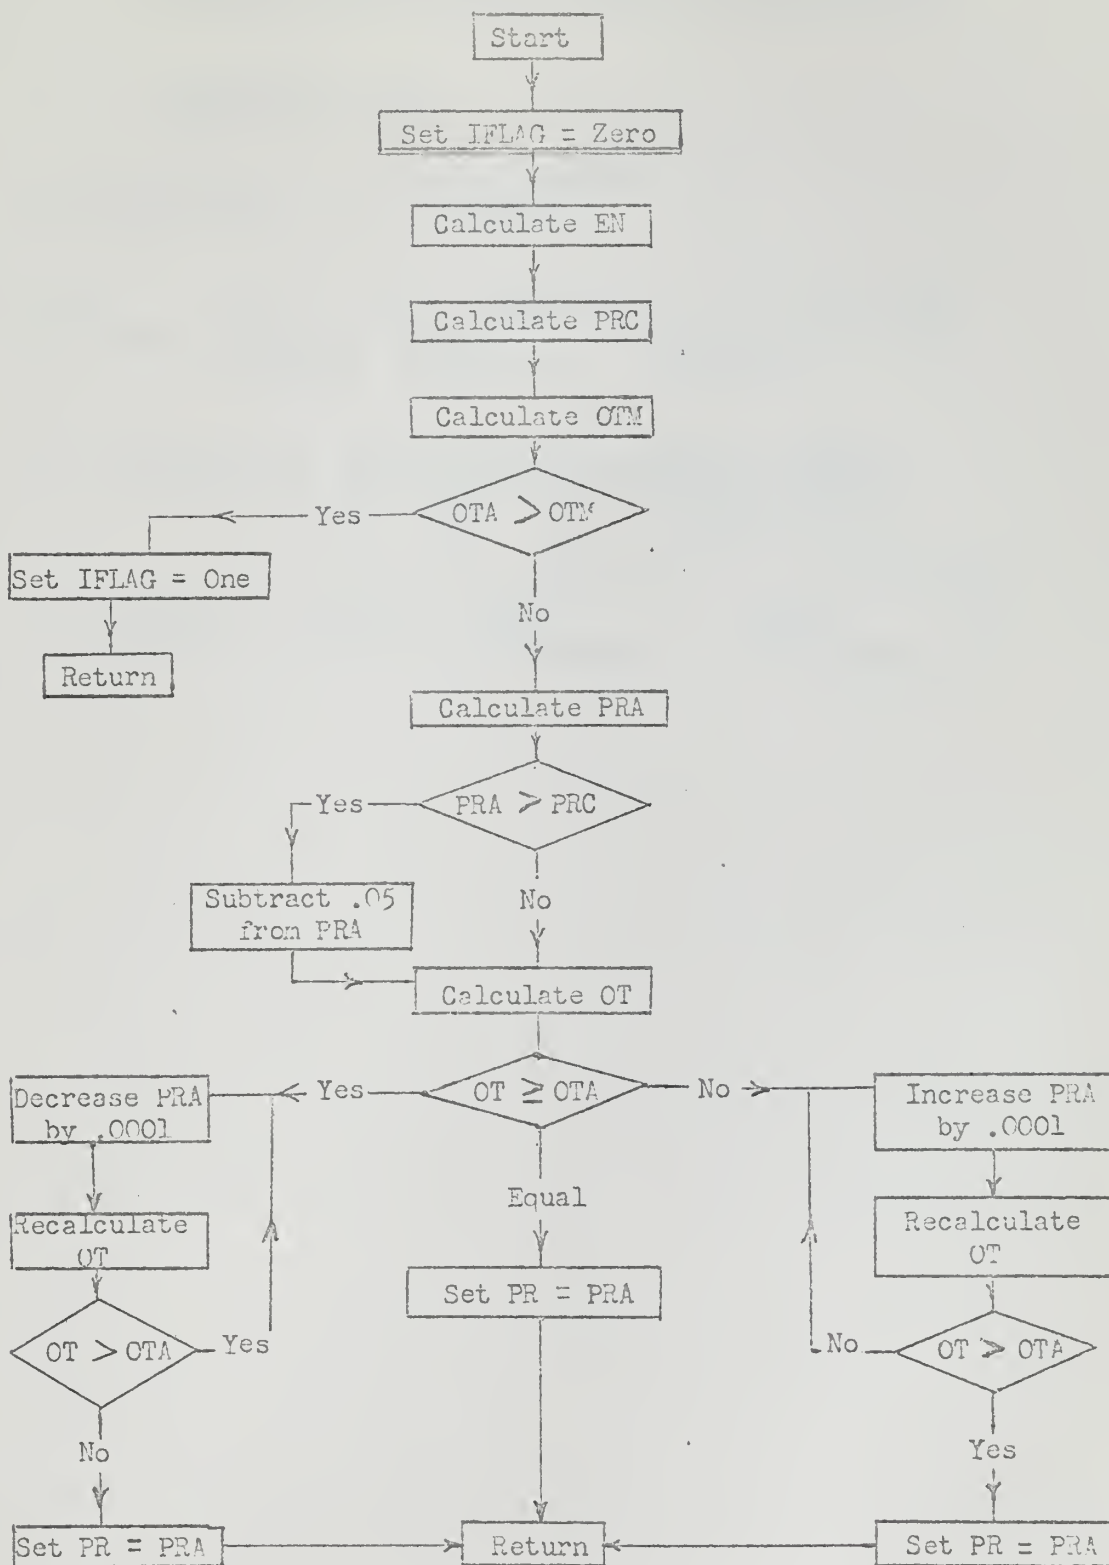 Start
Set IFLAG = Zero
Calculate EN
Calculate PRC
Calculate OTM
OTA > OTM
Yes
Set IFLAG = One
Return
No
Calculate PRA
PRA > PRC
Yes
Subtract .05
from PRA
No
Calculate OT
OT ≧ OTA
Yes
No
Equal
Decrease PRA
by .0001
Recalculate
OT
OT > OTA
Yes
No
Set PR = PRA
Set PR = PRA
Increase PRA
by .0001
Recalculate
OT
OT > OTA
No
Yes
Set PR = PRA
Return